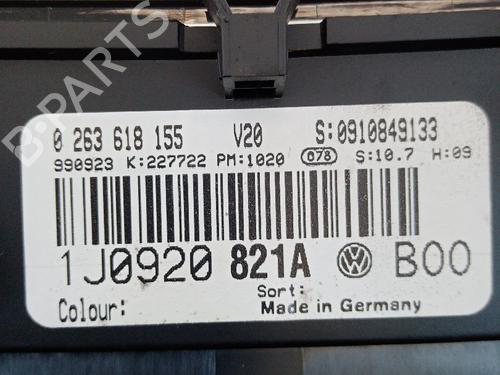 B-PARTS
0 263 618 155 V20 S:0910849133
990923 K:227722 PM:1020 678 S:10.7 H:09
1J0920 821A B00
Colour: Sort:
Made in Germany